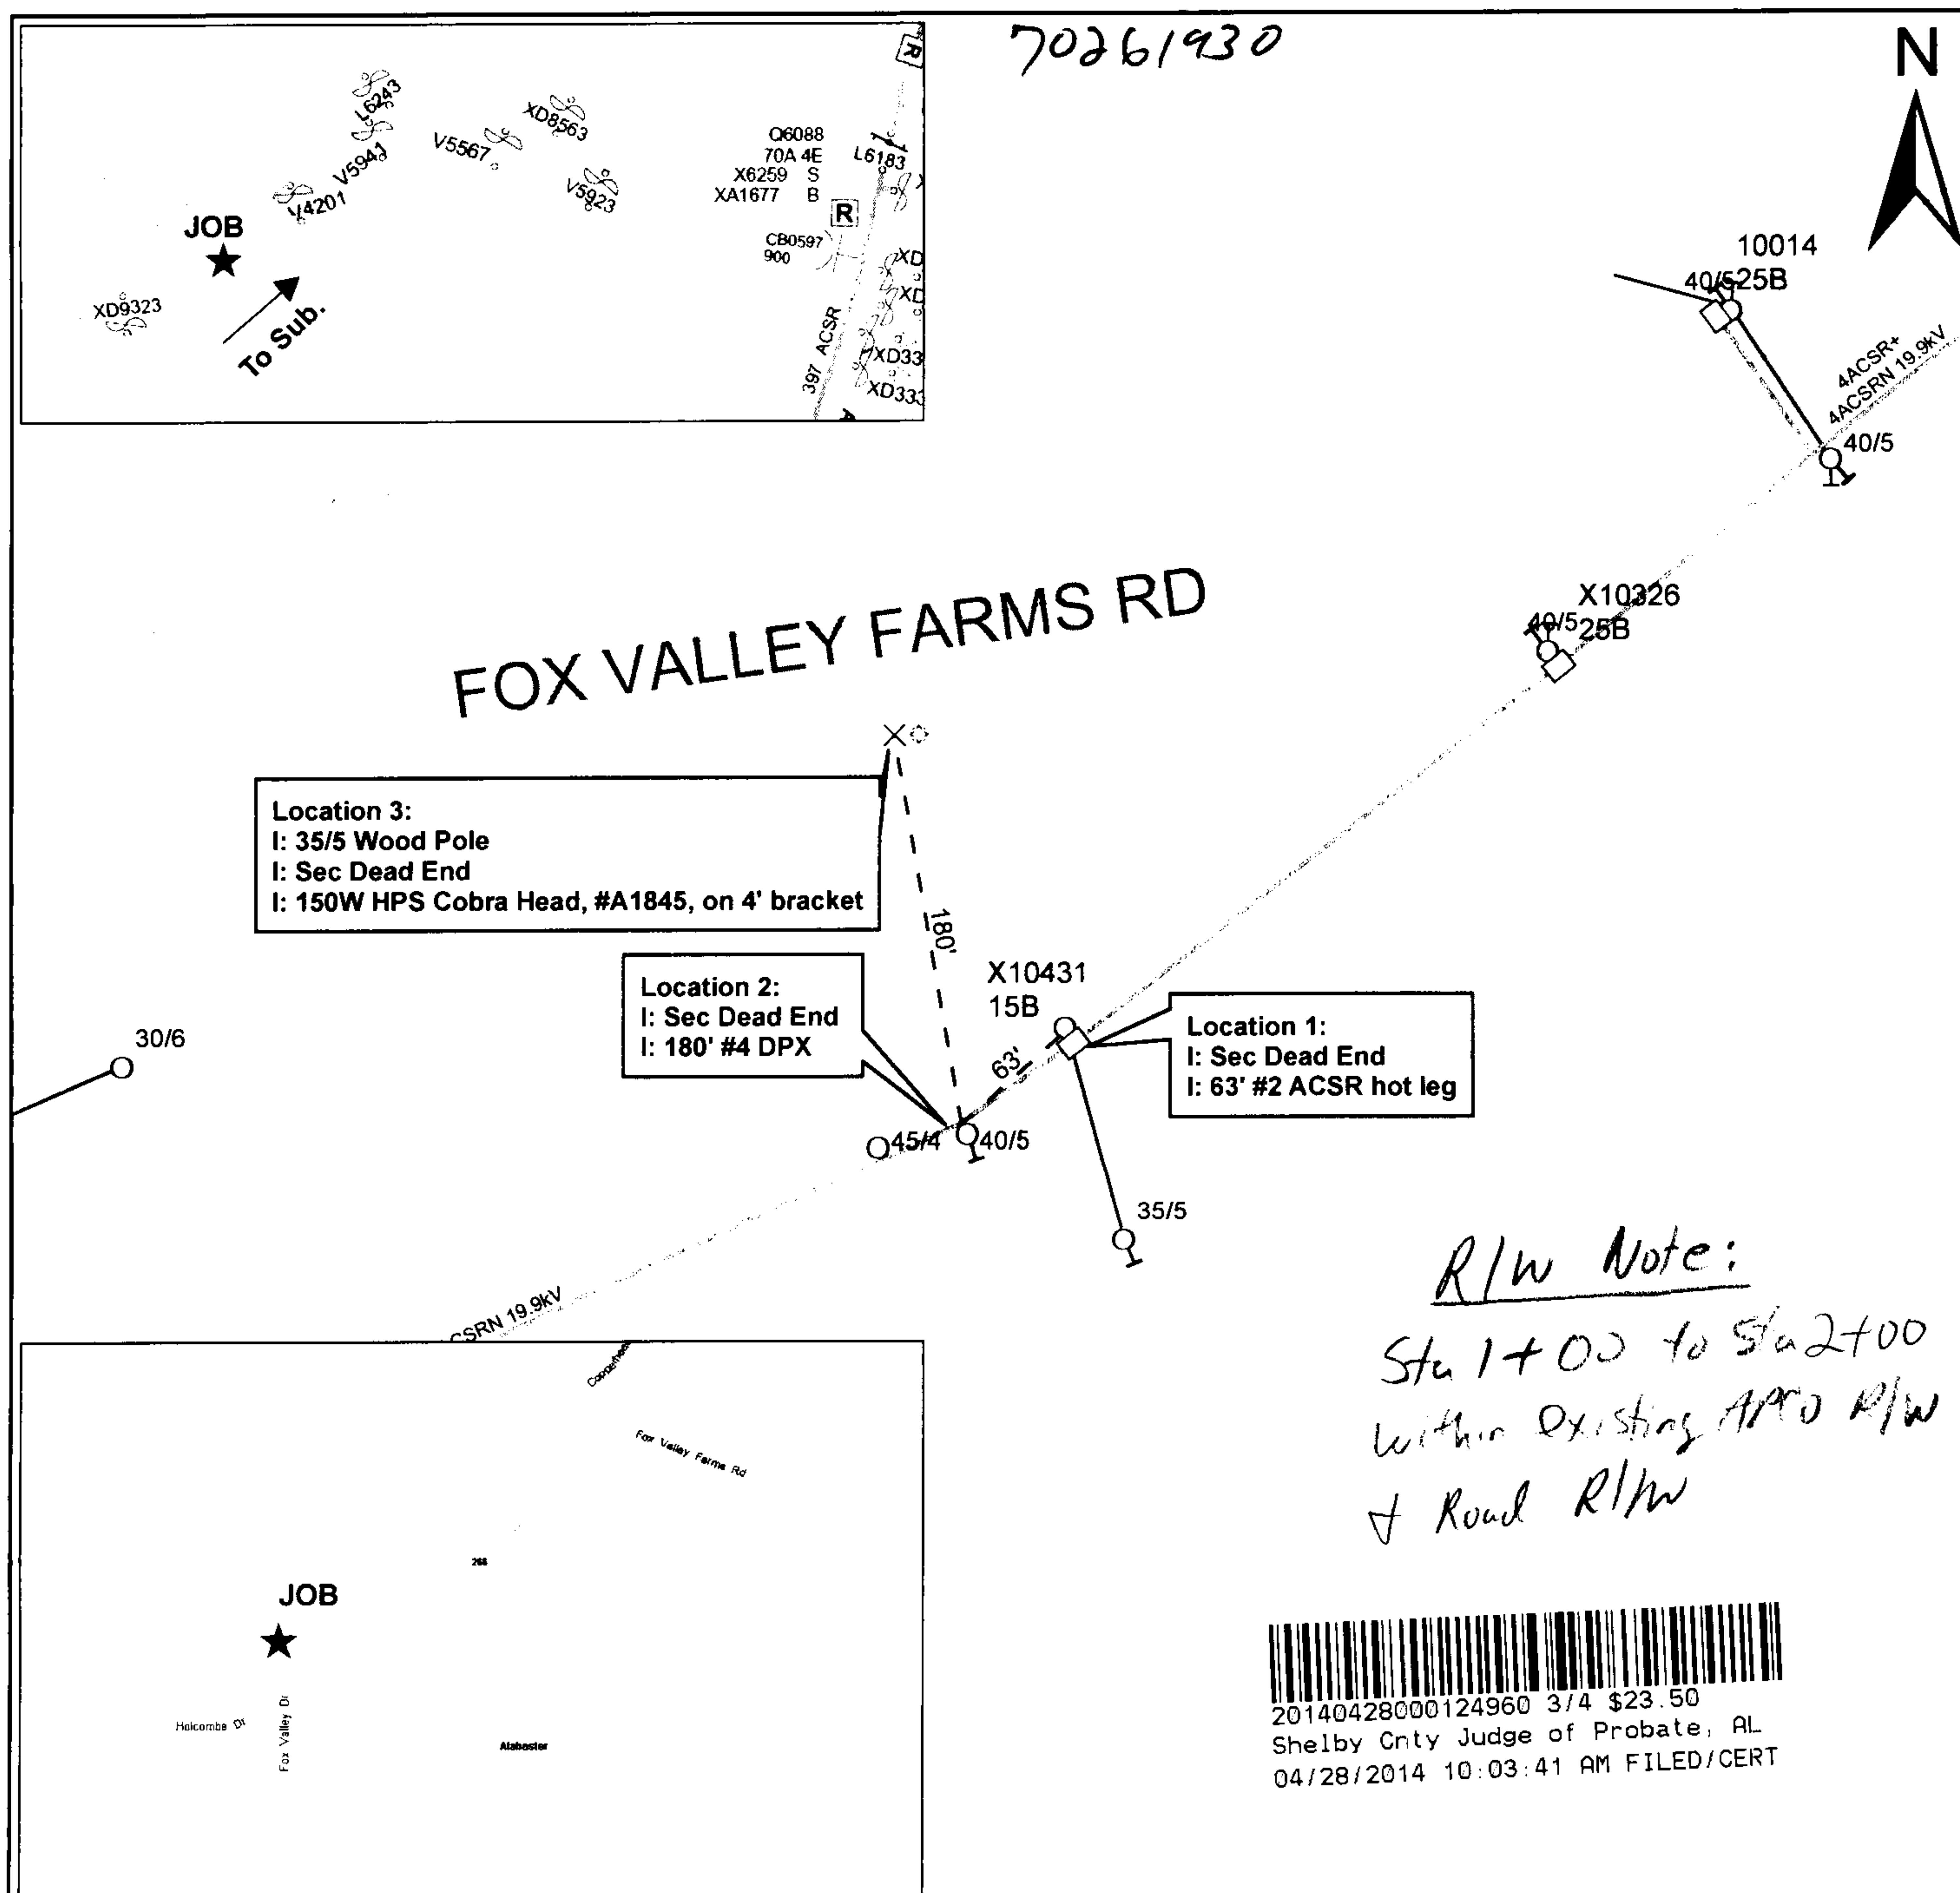 70261930
N
L6243
V5941
V4201
V5567
XD8563
V5923
JOB
XD9323
To Sub.
Q6088
70A 4E
X6259 S
XA1677 B
R
L6183
R
CB0597
900
XD
XD
397 ACSR
XD33
XD333
A
10014
40/5 25B
4ACSR+
4ACSRN 19.9kV
40/5
FOX VALLEY FARMS RD
X10326
40/5 25B
Location 3:
I: 35/5 Wood Pole
I: Sec Dead End
I: 150W HPS Cobra Head, #A1845, on 4' bracket
180'
Location 2:
I: Sec Dead End
I: 180' #4 DPX
X10431
15B
63'
Location 1:
I: Sec Dead End
I: 63' #2 ACSR hot leg
30/6
45/4
40/5
35/5
CSRN 19.9kV
R/W Note:
Sta 1+00 to Sta 2+00
within existing APCO R/W
& Road R/W
Fox Valley Farms Rd
268
JOB
Holcombe Dr
Fox Valley Dr
Alabaster
20140428000124960 3/4 $23.50
Shelby Cnty Judge of Probate, AL
04/28/2014 10:03:41 AM FILED/CERT